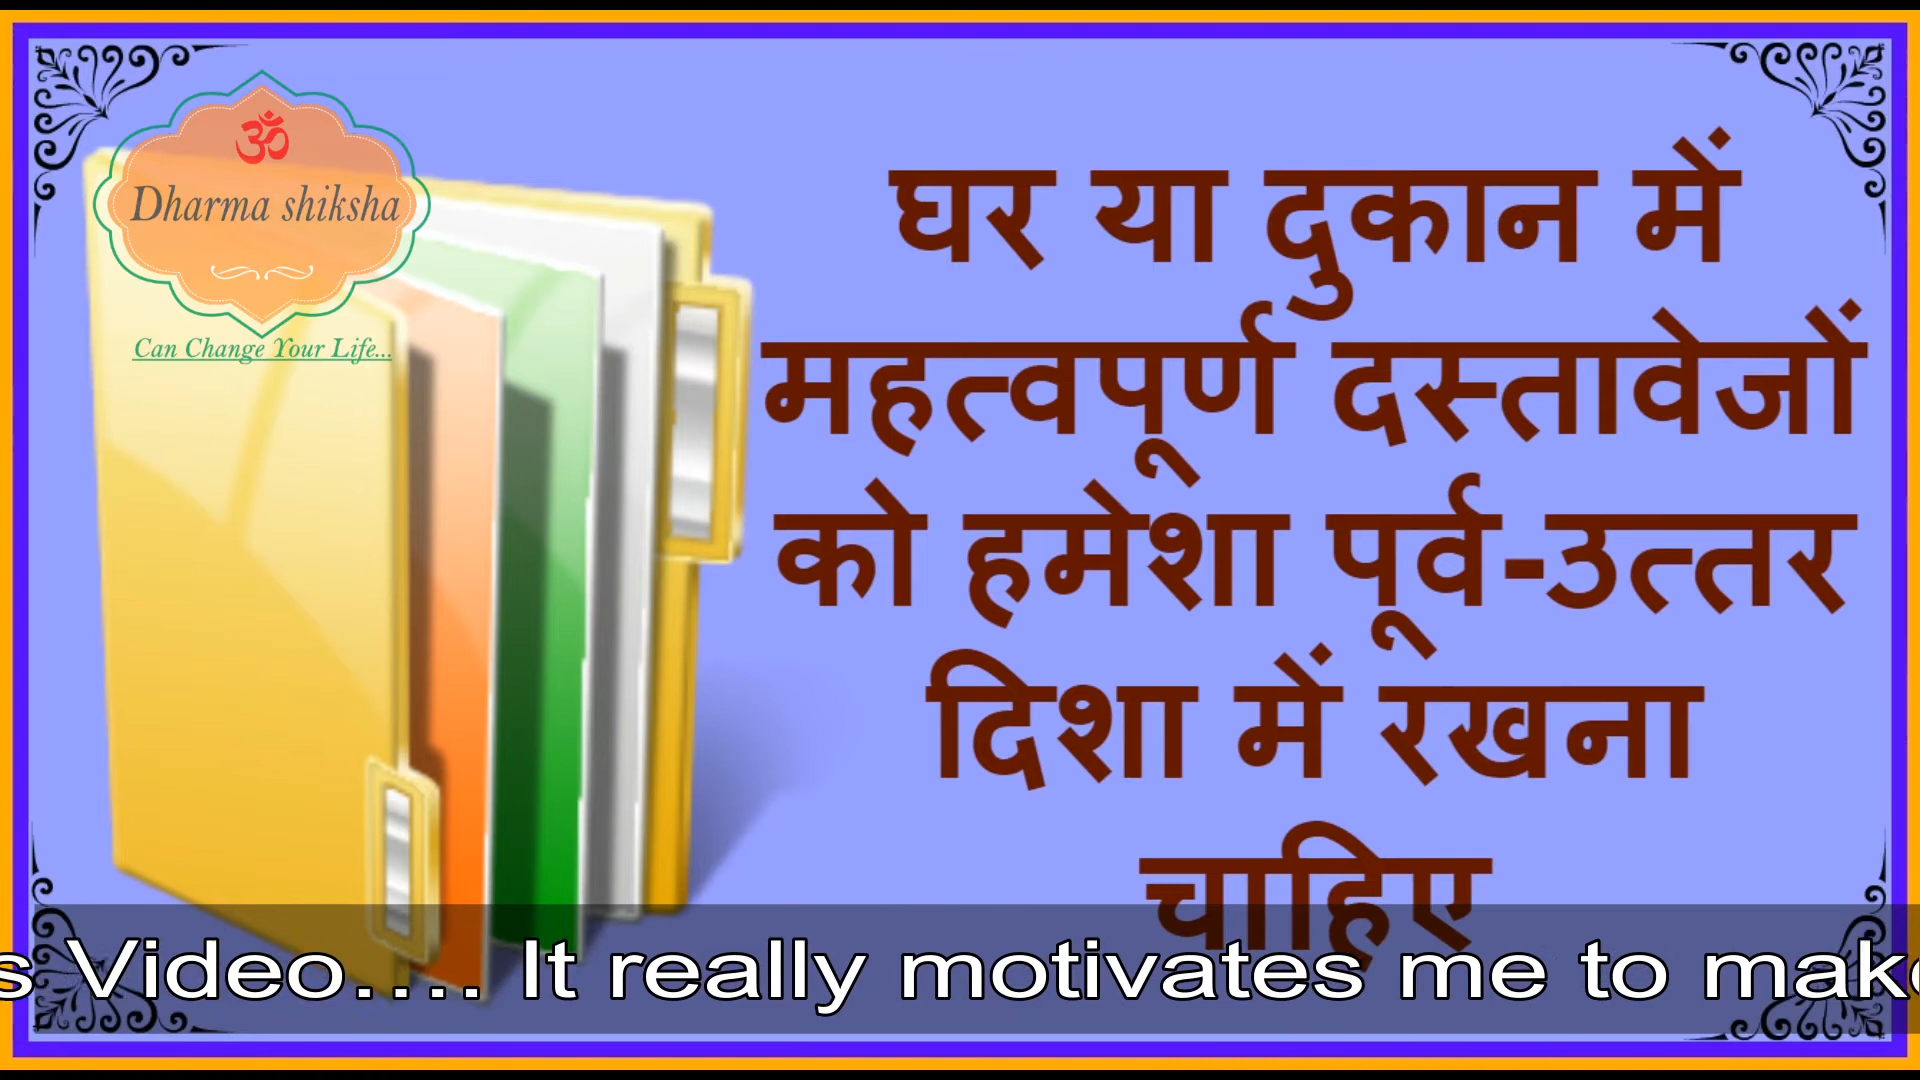 ॐ
Dharma shiksha
Can Change Your Life...
घर या दुकान में
महत्वपूर्ण दस्तावेजों
को हमेशा पूर्व-उत्तर
दिशा में रखना
चाहिए
s Video.... It really motivates me to make